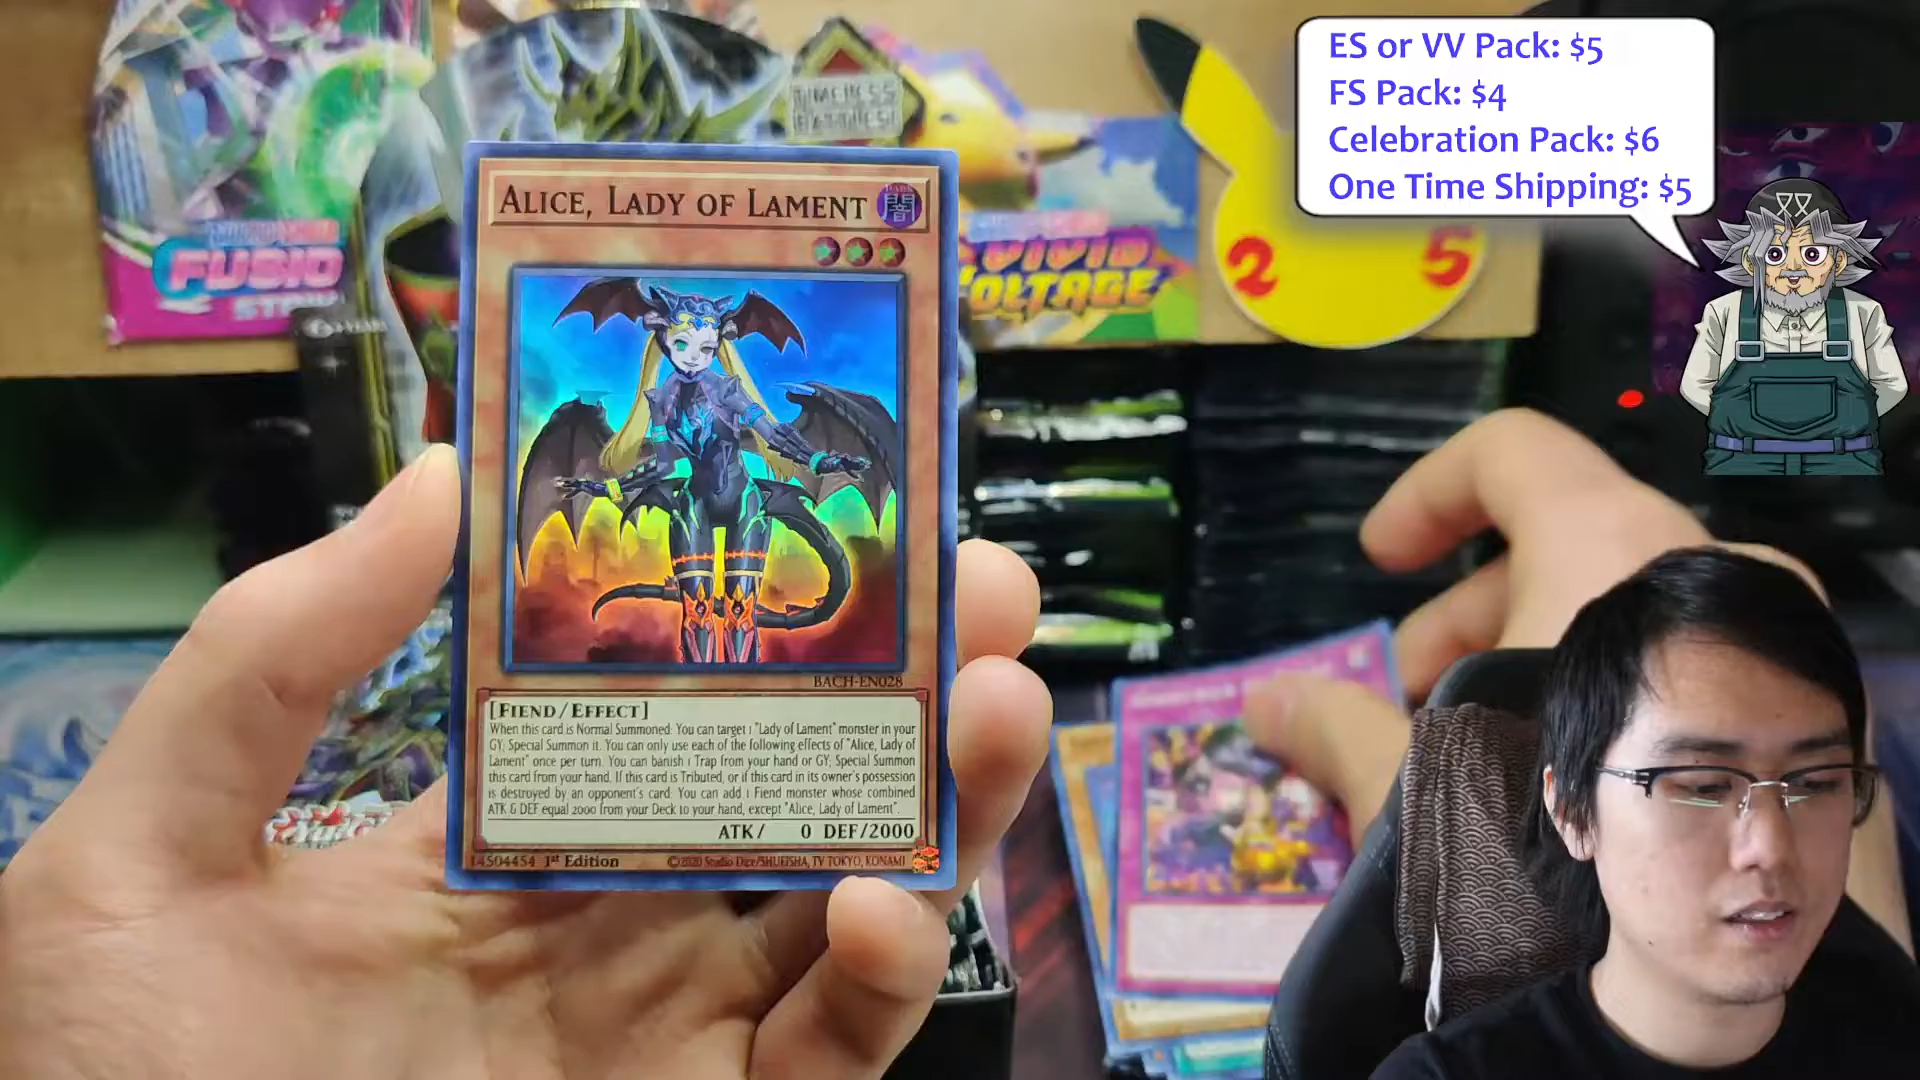 ES or VV Pack: $5
FS Pack: $4
Celebration Pack: $6
One Time Shipping: $5
TIMELESS
BATTLES!
FUSIO
STRIK
VIVID
VOLTAGE
2 5
ALICE, LADY OF LAMENT
DARK
闇
BACH-EN028
[FIEND/EFFECT]
When this card is Normal Summoned: You can target 1 "Lady of Lament" monster in your
GY; Special Summon it. You can only use each of the following effects of "Alice, Lady of
Lament" once per turn. You can banish 1 Trap from your hand or GY; Special Summon
this card from your hand. If this card is Tributed, or if this card in its owner's possession
is destroyed by an opponent's card: You can add 1 Fiend monster whose combined
ATK & DEF equal 2000 from your Deck to your hand, except "Alice, Lady of Lament".
ATK/ 0 DEF/2000
14504454 1st Edition ©2020 Studio Dice/SHUEISHA, TV TOKYO, KONAMI